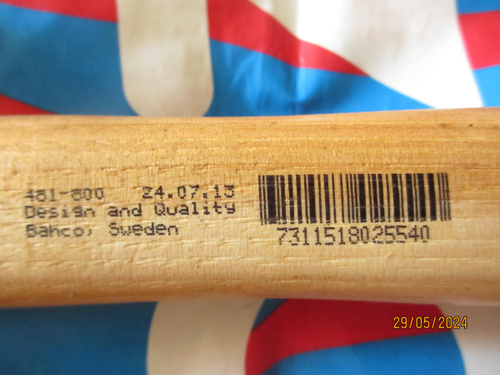 481-800 24.07.13
Design and Quality
Bahco, Sweden
7311518025540
29/05/2024